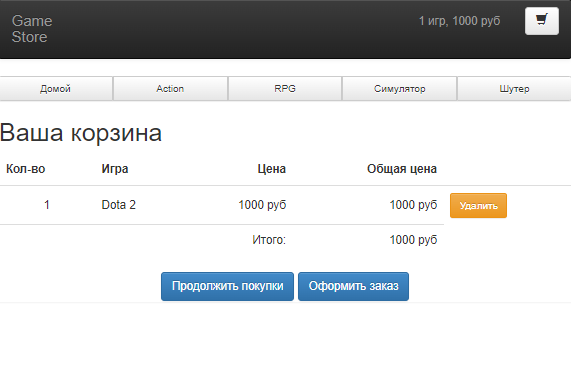 Game
Store
1 игр, 1000 руб
Домой Action RPG Симулятор Шутер
Ваша корзина
Кол-во Игра Цена Общая цена
1 Dota 2 1000 руб 1000 руб Удалить
Итого: 1000 руб
Продолжить покупки Оформить заказ